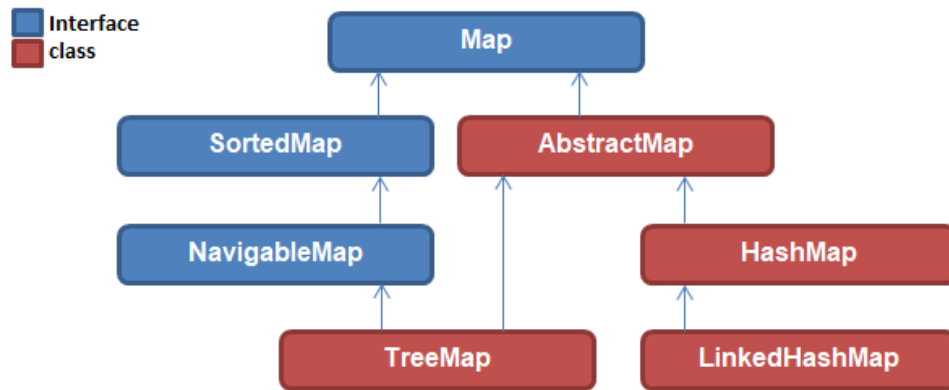 Interface
class
Map
SortedMap
AbstractMap
NavigableMap
HashMap
TreeMap
LinkedHashMap